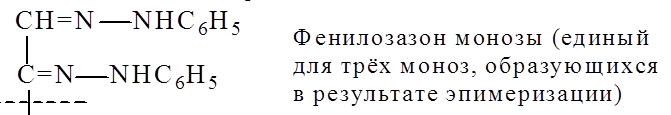 CH=N—NHC₆H₅
Фенилозазон монозы (единый
C=N—NHC₆H₅
для трёх моноз, образующихся
в результате эпимеризации)